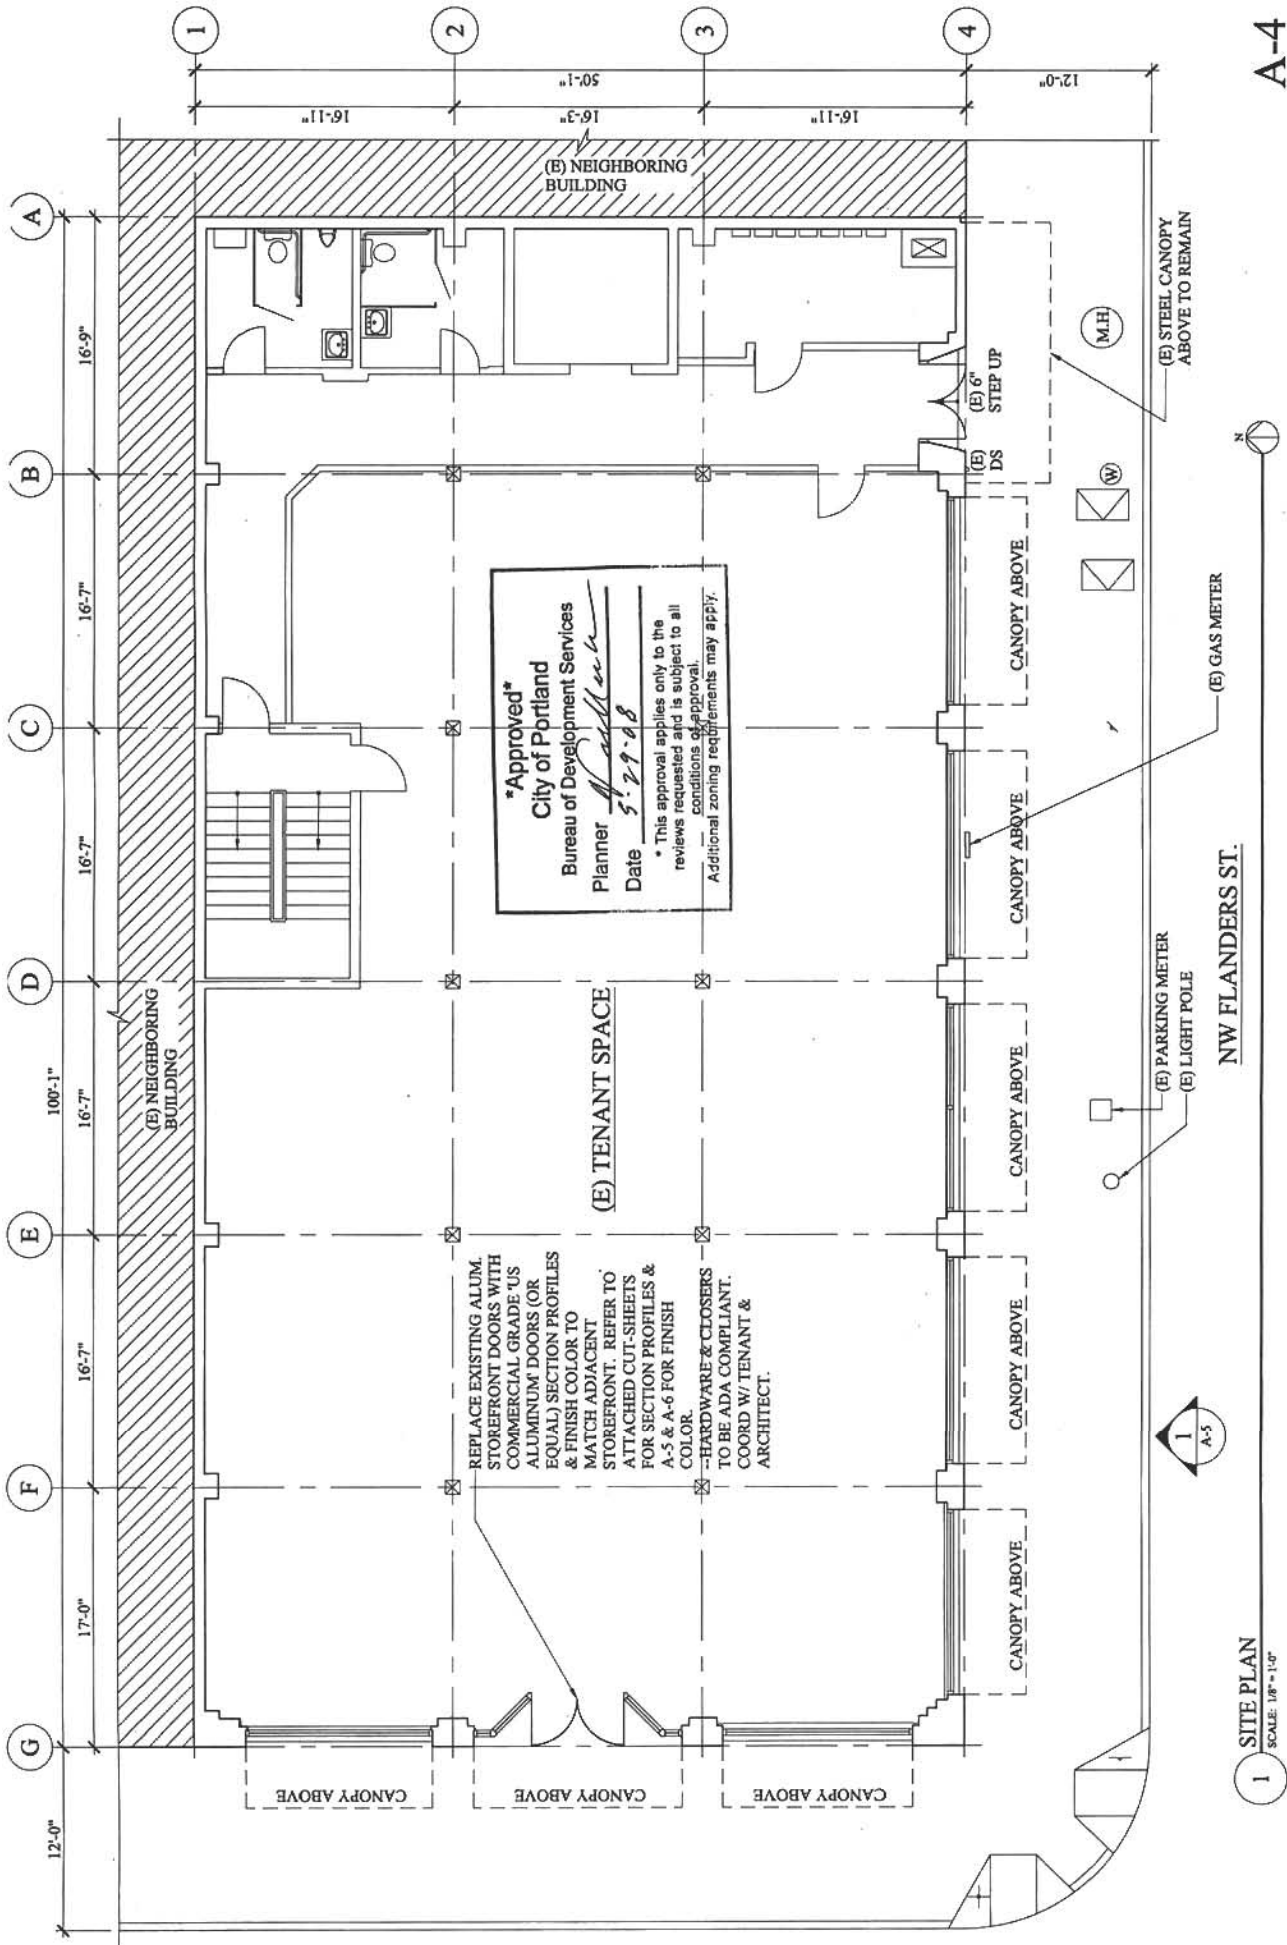 G
F
E
D
C
B
A
12'-0"
100'-1"
17'-0"
16'-7"
16'-7"
16'-7"
16'-7"
16'-9"
1
2
3
4
16'-11"
16'-3"
16'-11"
50'-1"
12'-0"
(E) NEIGHBORING
BUILDING
(E) NEIGHBORING
BUILDING
REPLACE EXISTING ALUM.
STOREFRONT DOORS WITH
COMMERCIAL GRADE 'US
ALUMINUM' DOORS (OR
EQUAL) SECTION PROFILES
& FINISH COLOR TO
MATCH ADJACENT
STOREFRONT. REFER TO
ATTACHED CUT-SHEETS
FOR SECTION PROFILES &
A-5 & A-6 FOR FINISH
COLOR.
--HARDWARE & CLOSERS
TO BE ADA COMPLIANT.
COORD W/ TENANT &
ARCHITECT.
(E) TENANT SPACE
*Approved*
City of Portland
Bureau of Development Services
Planner
Date 5-29-08
* This approval applies only to the
reviews requested and is subject to all
conditions of approval.
Additional zoning requirements may apply.
(E)
DS
(E) 6"
STEP UP
CANOPY ABOVE
CANOPY ABOVE
CANOPY ABOVE
CANOPY ABOVE
CANOPY ABOVE
CANOPY ABOVE
CANOPY ABOVE
CANOPY ABOVE
W
M.H.
(E) STEEL CANOPY
ABOVE TO REMAIN
(E) GAS METER
(E) PARKING METER
(E) LIGHT POLE
1
A-5
NW FLANDERS ST.
N
1
SITE PLAN
SCALE: 1/8" = 1'-0"
A-4